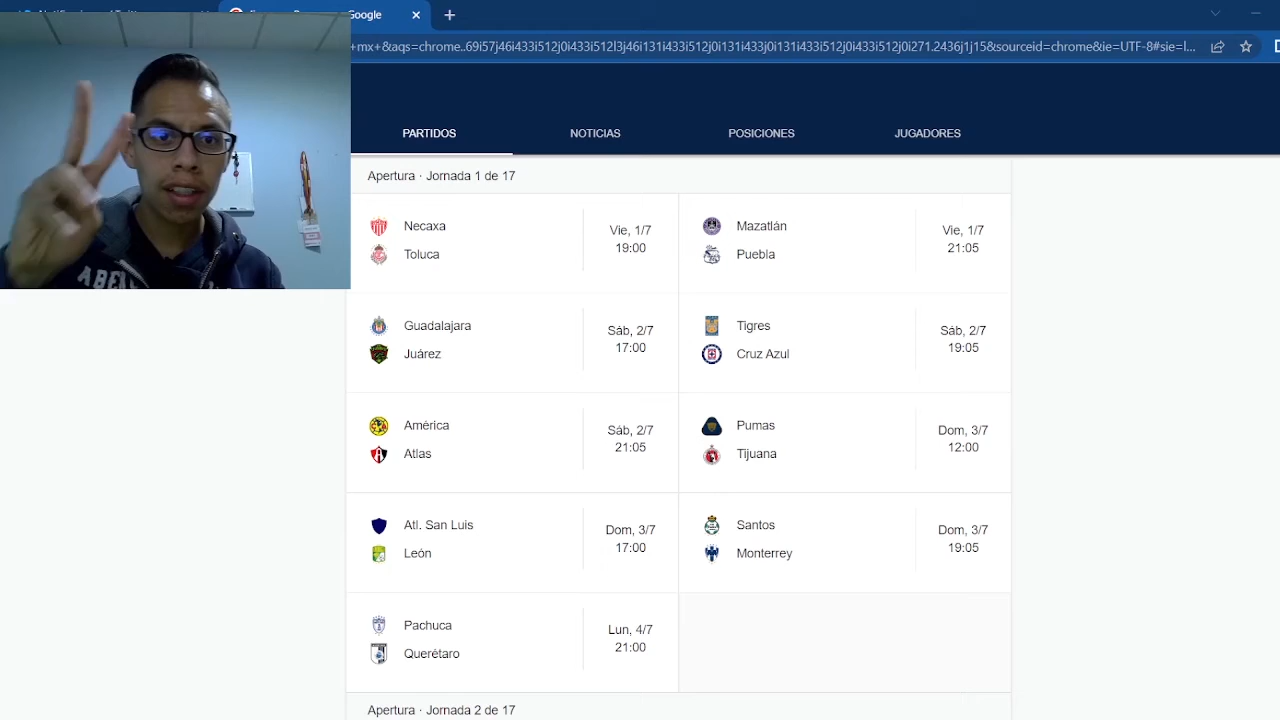 Google
mx+&aqs=chrome..69i57j46i433i512j0i433i512l3j46i131i433i512j0i131i433j0i131i433i512j0i433i512j0i271.2436j1j15&sourceid=chrome&ie=UTF-8#sie=l...
PARTIDOS NOTICIAS POSICIONES JUGADORES
Apertura · Jornada 1 de 17
Necaxa
Toluca
Vie, 1/7
19:00
Mazatlán
Puebla
Vie, 1/7
21:05
Guadalajara
Juárez
Sáb, 2/7
17:00
Tigres
Cruz Azul
Sáb, 2/7
19:05
América
Atlas
Sáb, 2/7
21:05
Pumas
Tijuana
Dom, 3/7
12:00
Atl. San Luis
León
Dom, 3/7
17:00
Santos
Monterrey
Dom, 3/7
19:05
Pachuca
Querétaro
Lun, 4/7
21:00
Apertura · Jornada 2 de 17